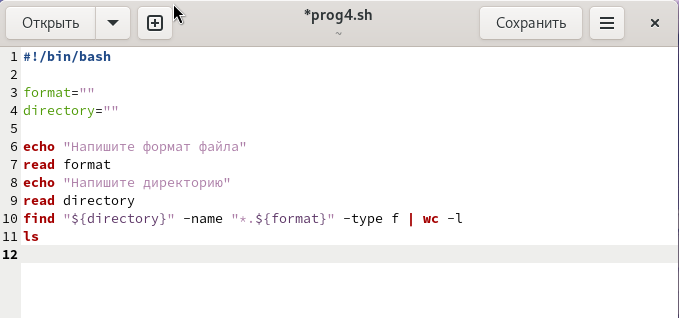 Открыть *prog4.sh Сохранить
~
1 #!/bin/bash
2
3 format=""
4 directory=""
5
6 echo "Напишите формат файла"
7 read format
8 echo "Напишите директорию"
9 read directory
10 find "${directory}" -name "*.${format}" -type f | wc -l
11 ls
12